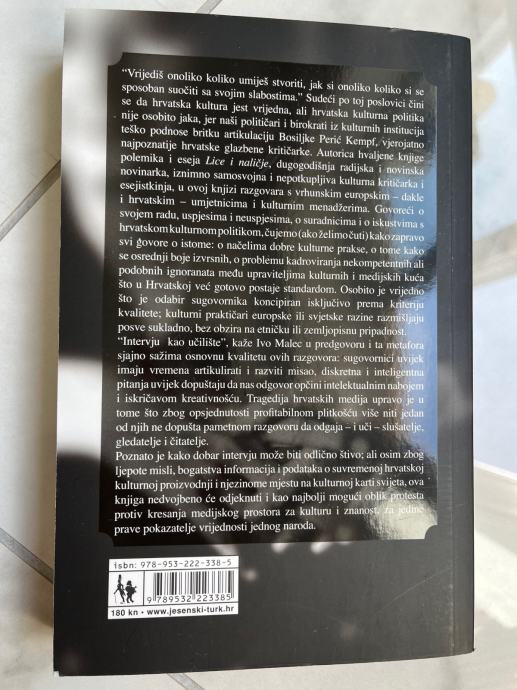 “Vrijediš onoliko koliko umiješ stvoriti, jak si onoliko koliko si se
sposoban suočiti sa svojim slabostima.” Sudeći po toj poslovici čini
se da hrvatska kultura jest vrijedna, ali hrvatska kulturna politika
nije osobito jaka, jer naši političari i birokrati iz kulturnih institucija
teško podnose britku artikulaciju Bosiljke Perić Kempf, vjerojatno
najpoznatije hrvatske glazbene kritičarke. Autorica hvaljene knjige
polemika i eseja Lice i naličje, dugogodišnja radijska i novinska
novinarka, iznimno samosvojna i nepotkupljiva kulturna kritičarka i
esejistkinja, u ovoj knjizi razgovara s vrhunskim europskim – dakle
i hrvatskim – umjetnicima i kulturnim menadžerima. Govoreći o
svojem radu, uspjesima i neuspjesima, o suradnicima i o iskustvima s
hrvatskom kulturnom politikom, čujemo (ako želimo čuti) kako zapravo
svi govore o istome: o načelima dobre kulturne prakse, o tome kako
se osrednji boje izvrsnih, o problemu kadroviranja nekompetentnih ali
podobnih ignoranata među upraviteljima kulturnih i medijskih kuća
što u Hrvatskoj već gotovo postaje standardom. Osobito je vrijedno
što je odabir sugovornika koncipiran isključivo prema kriteriju
kvalitete; kulturni praktičari europske ili svjetske razine razmišljaju
posve sukladno, bez obzira na etničku ili zemljopisnu pripadnost.
“Intervju kao učilište”, kaže Ivo Malec u predgovoru i ta metafora
sjajno sažima osnovnu kvalitetu ovih razgovora: sugovornici uvijek
imaju vremena artikulirati i razviti misao, diskretna i inteligentna
pitanja uvijek dopuštaju da nas odgovor opčini intelektualnim nabojem
i iskričavom kreativnošću. Tragedija hrvatskih medija upravo je u
tome što zbog opsjednutosti profitabilnom plitkošću više niti jedan
od njih ne dopušta pametnom razgovoru da odgaja – i uči – slušatelje,
gledatelje i čitatelje.
Poznato je kako dobar intervju može biti odlično štivo; ali osim zbog
ljepote misli, bogatstva informacija i podataka o suvremenoj hrvatskoj
kulturnoj proizvodnji i njezinome mjestu na kulturnoj karti svijeta, ova
knjiga nedvojbeno će odjeknuti i kao najbolji mogući oblik protesta
protiv kresanja medijskog prostora za kulturu i znanost, za jedine
prave pokazatelje vrijednosti jednog naroda.
isbn: 978-953-222-338-5
9 789532 223385
180 kn • www.jesenski-turk.hr